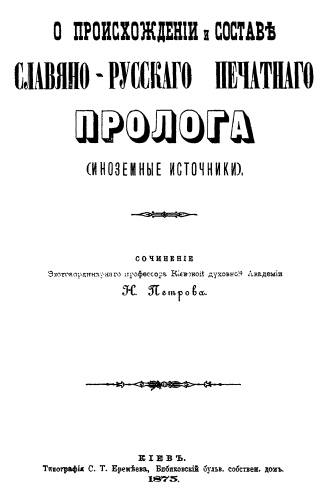 О ПРОИСХОЖДЕНІИ и СОСТАВѢ
СЛАВЯНО-РУССКАГО ПЕЧАТНАГО
ПРОЛОГА
(ИНОЗЕМНЫЕ ИСТОЧНИКИ).
СОЧИНЕНІЕ
Экстраординарнаго профессора Кіевской духовной Академіи
Н. Петрова.
КІЕВЪ.
Типографія С. Т. Еремѣева, Бибиковскій бульв. собствен. домъ.
1875.